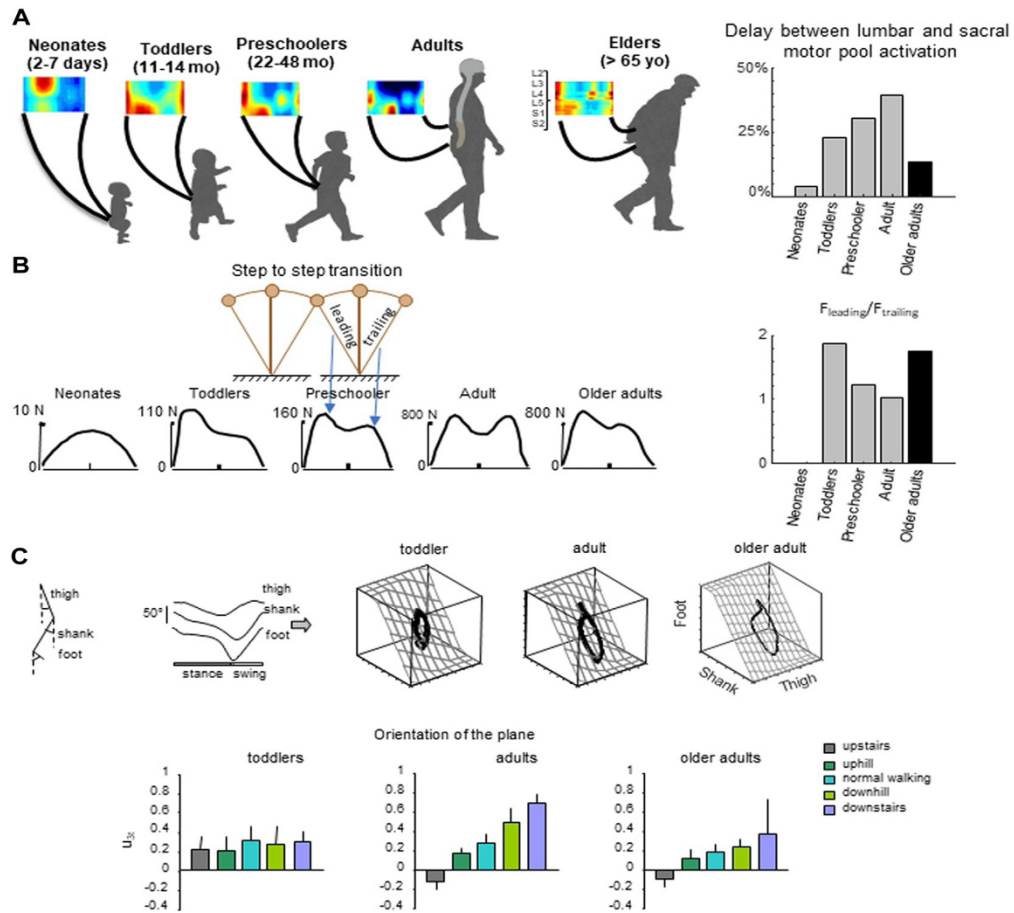 A
Neonates
(2-7 days)
Toddlers
(11-14 mo)
Preschoolers
(22-48 mo)
Adults
Elders
(> 65 yo)
L2
L3
L4
L5
S1
S2
Delay between lumbar and sacral
motor pool activation
50%
25%
0%
Neonates
Toddlers
Preschooler
Adult
Older adults
B
Step to step transition
leading
trailing
Neonates
Toddlers
Preschooler
Adult
Older adults
10 N
0
110 N
0
160 N
0
800 N
0
800 N
0
Fleading/Ftrailing
2
1
0
Neonates
Toddlers
Preschooler
Adult
Older adults
C
thigh
shank
foot
50°
thigh
shank
foot
stance swing
toddler
adult
older adult
Foot
Shank
Thigh
Orientation of the plane
toddlers
adults
older adults
u3t
1
0.8
0.6
0.4
0.2
0
-0.2
-0.4
1
0.8
0.6
0.4
0.2
0
-0.2
-0.4
1
0.8
0.6
0.4
0.2
0
-0.2
-0.4
upstairs
uphill
normal walking
downhill
downstairs